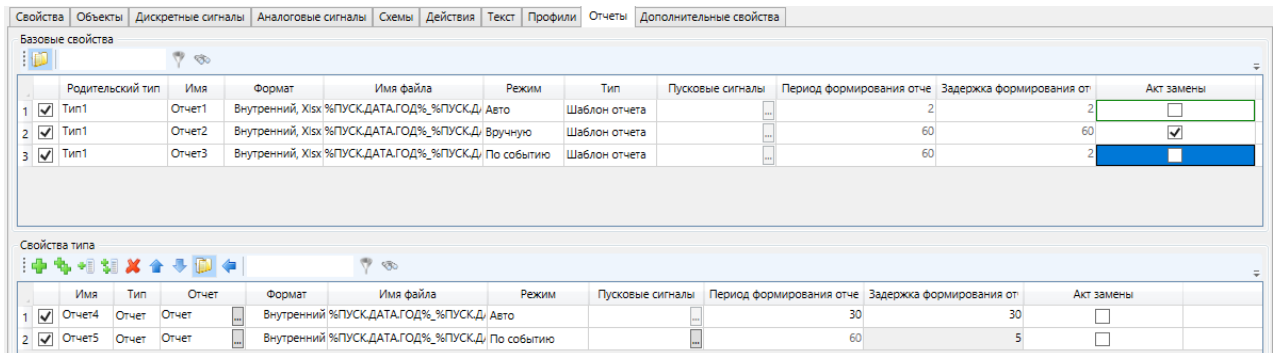 Свойства Объекты Дискретные сигналы Аналоговые сигналы Схемы Действия Текст Профили Отчеты Дополнительные свойства
Базовые свойства
Родительский тип Имя Формат Имя файла Режим Тип Пусковые сигналы Период формирования отче Задержка формирования от Акт замены
1 Тип1 Отчет1 Внутренний, Xlsx %ПУСК.ДАТА.ГОД%_%ПУСК.Д Авто Шаблон отчета ... 2 2
2 Тип1 Отчет2 Внутренний, Xlsx %ПУСК.ДАТА.ГОД%_%ПУСК.Д Вручную Шаблон отчета ... 60 60
3 Тип1 Отчет3 Внутренний, Xlsx %ПУСК.ДАТА.ГОД%_%ПУСК.Д По событию Шаблон отчета ... 60 2
Свойства типа
Имя Тип Отчет Формат Имя файла Режим Пусковые сигналы Период формирования отче Задержка формирования от Акт замены
1 Отчет4 Отчет Отчет ... Внутренний %ПУСК.ДАТА.ГОД%_%ПУСК.Д Авто ... 30 30
2 Отчет5 Отчет Отчет ... Внутренний %ПУСК.ДАТА.ГОД%_%ПУСК.Д По событию ... 60 5